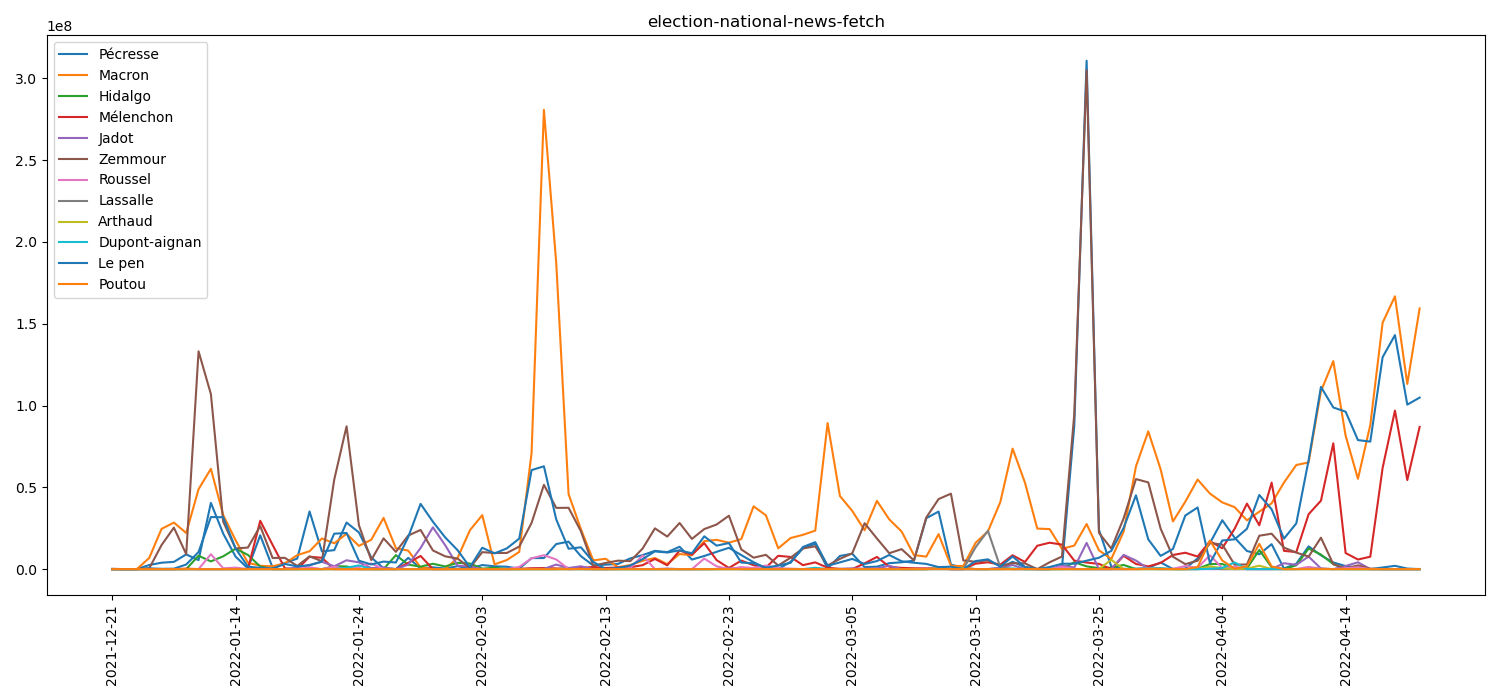 election-national-news-fetch
1e8
Pécresse
Macron
Hidalgo
Mélenchon
Jadot
Zemmour
Roussel
Lassalle
Arthaud
Dupont-aignan
Le pen
Poutou
3.0
2.5
2.0
1.5
1.0
0.5
0.0
2021-12-21
2022-01-14
2022-01-24
2022-02-03
2022-02-13
2022-02-23
2022-03-05
2022-03-15
2022-03-25
2022-04-04
2022-04-14